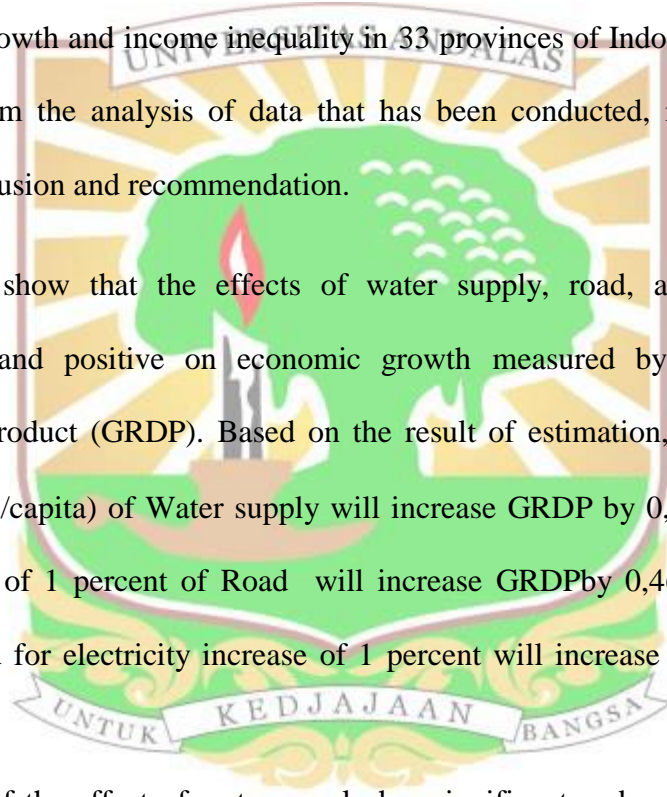 UNIVERSITAS ANDALAS
owth and income inequality in 33 provinces of Indo
m the analysis of data that has been conducted,
usion and recommendation.
show that the effects of water supply, road, a
and positive on economic growth measured by
roduct (GRDP). Based on the result of estimation,
/capita) of Water supply will increase GRDP by 0,
of 1 percent of Road will increase GRDPby 0,4
for electricity increase of 1 percent will increase
UNTUK KEDJAJAAN BANGSA